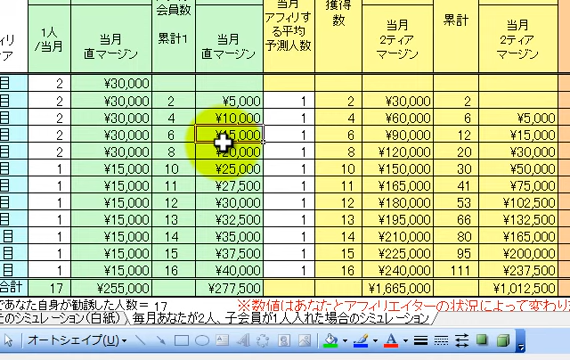 ィリ
ア
1人
/当月
当月
直マージン
会員数
累計1
当月
直マージン
当月
アフィリす
る平均
予測人数
獲得
数
当月
2ティア
マージン
累計
当月
2ティア
マージン
目 2 ¥30,000
目 2 ¥30,000 2 ¥5,000 1 2 ¥30,000 2
目 2 ¥30,000 4 ¥10,000 1 4 ¥60,000 6 ¥5,000
目 2 ¥30,000 6 ¥15,000 1 6 ¥90,000 12 ¥15,000
目 2 ¥30,000 8 ¥20,000 1 8 ¥120,000 20 ¥30,000
目 1 ¥15,000 10 ¥25,000 1 10 ¥150,000 30 ¥50,000
目 1 ¥15,000 11 ¥27,500 1 11 ¥165,000 41 ¥75,000
目 1 ¥15,000 12 ¥30,000 1 12 ¥180,000 53 ¥102,500
目 1 ¥15,000 13 ¥32,500 1 13 ¥195,000 66 ¥132,500
目 1 ¥15,000 14 ¥35,000 1 14 ¥210,000 80 ¥165,000
目 1 ¥15,000 15 ¥37,500 1 15 ¥225,000 95 ¥200,000
目 1 ¥15,000 16 ¥40,000 1 16 ¥240,000 111 ¥237,500
合計 17 ¥255,000 ¥277,500 ¥1,665,000 ¥1,012,500
であなた自身が勧誘した人数= 17 ※数値はあなたとアフィリエイターの状況によって変わりま
のシミュレーション(白紙) 毎月あなたが2人、子会員が1人入れた場合のシミュレーション
オートシェイプ(U)